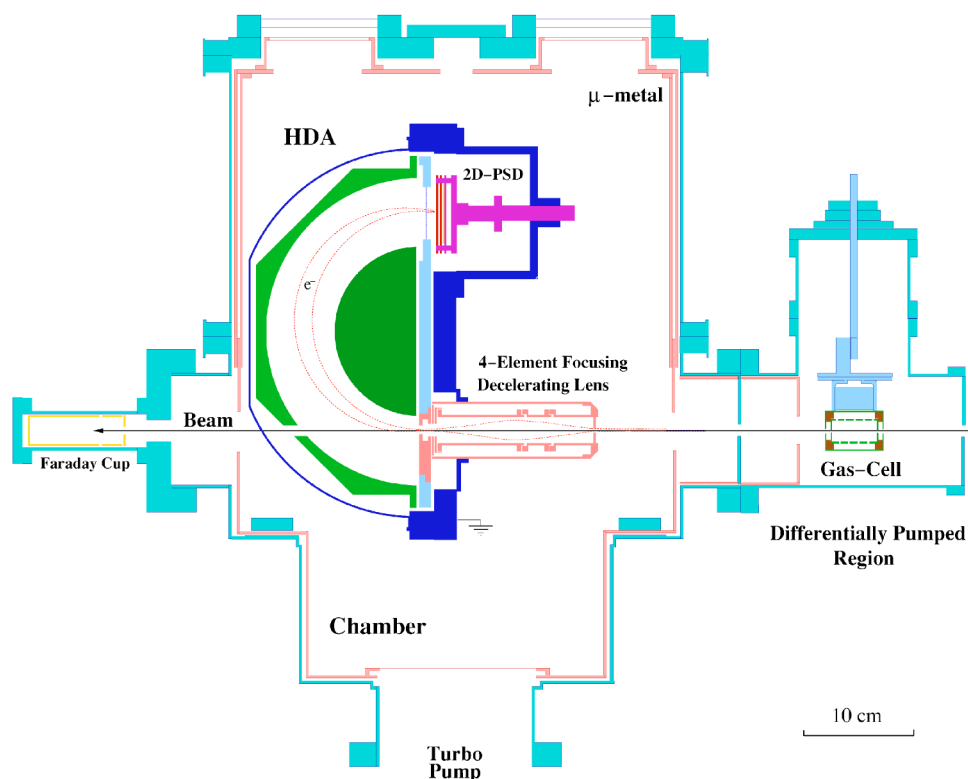 μ-metal
HDA
2D-PSD
e⁻
4-Element Focusing
Decelerating Lens
Beam
Faraday Cup
Gas-Cell
Differentially Pumped
Region
Chamber
10 cm
Turbo
Pump